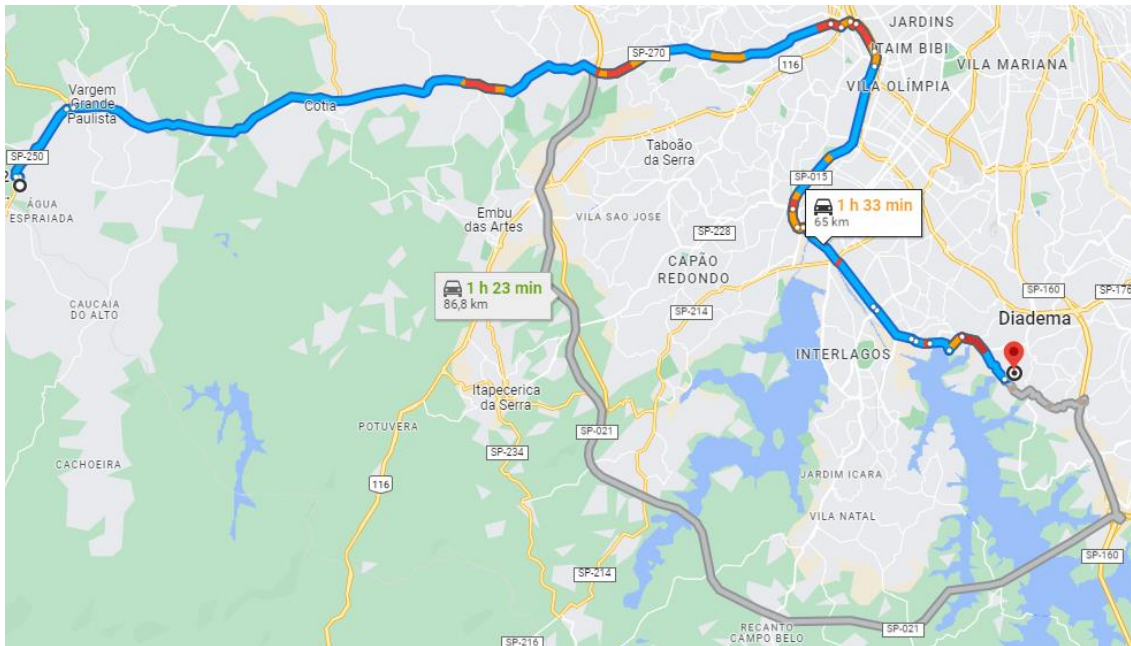 JARDINS
ITAIM BIBI
SP-270
116
VILA MARIANA
VILA OLÍMPIA
Vargem
Grande
Paulista
Cotia
Taboão
da Serra
SP-250
2
SP-015
ÁGUA
ESPRAIADA
1 h 33 min
65 km
Embu
das Artes
VILA SAO JOSE
SP-228
CAPÃO
REDONDO
1 h 23 min
86,8 km
SP-160
SP-176
CAUCAIA
DO ALTO
SP-214
Diadema
INTERLAGOS
Itapecerica
da Serra
POTUVERA
SP-021
SP-234
CACHOEIRA
116
JARDIM ICARA
VILA NATAL
SP-160
SP-214
RECANTO
CAMPO BELO
SP-021
SP-216